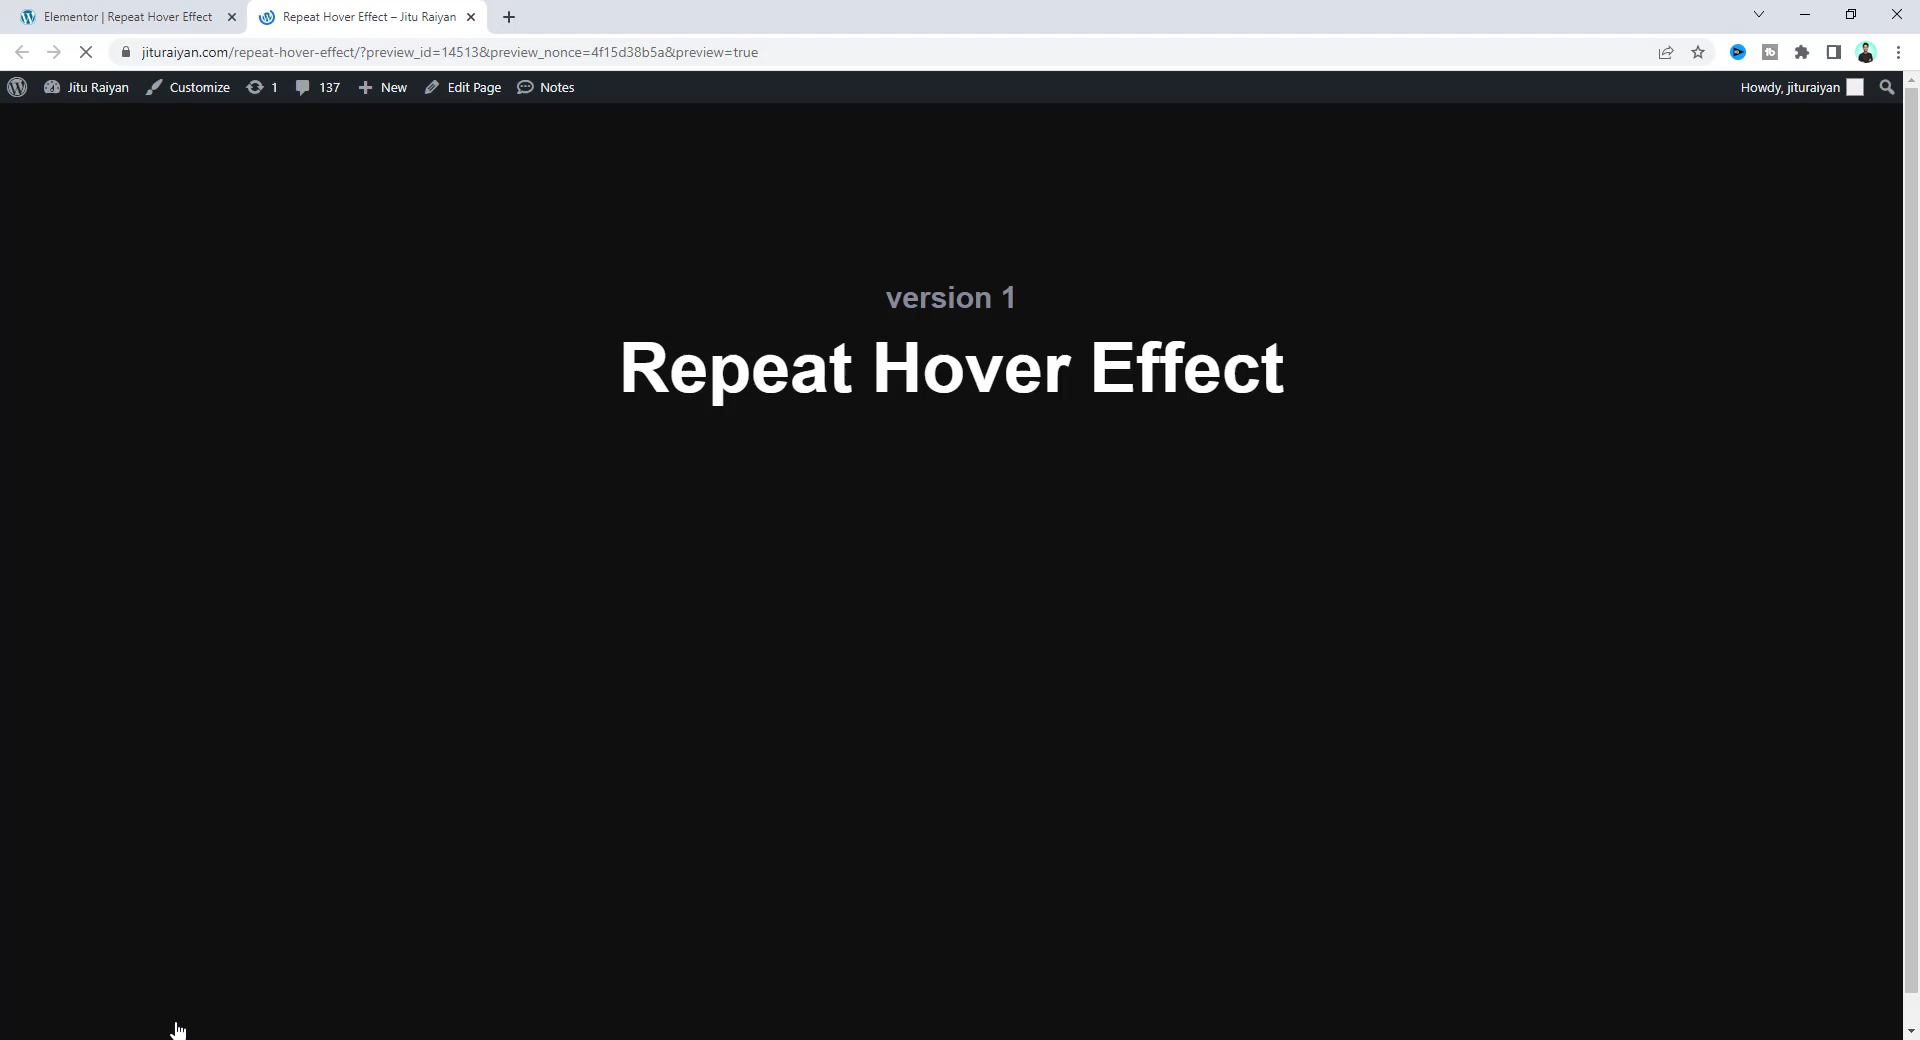 Elementor | Repeat Hover Effect
Repeat Hover Effect – Jitu Raiyan
jituraiyan.com/repeat-hover-effect/?preview_id=14513&preview_nonce=4f15d38b5a&preview=true
Jitu Raiyan
Customize
1
137
New
Edit Page
Notes
Howdy, jituraiyan
version 1
Repeat Hover Effect